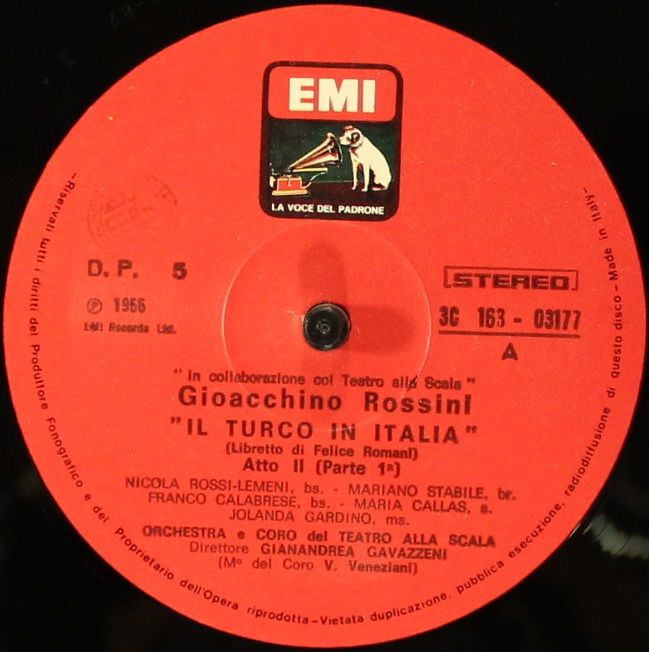 EMI
LA VOCE DEL PADRONE
D. P. 5
STEREO
℗ 1966
EMI Records Ltd.
3C 163 - 03177
A
"In collaborazione col Teatro alla Scala"
Gioacchino Rossini
"IL TURCO IN ITALIA"
(Libretto di Felice Romani)
Atto II (Parte 1ª)
NICOLA ROSSI-LEMENI, bs. - MARIANO STABILE, br.
FRANCO CALABRESE, bs. - MARIA CALLAS, s.
JOLANDA GARDINO, ms.
ORCHESTRA e CORO del TEATRO ALLA SCALA
Direttore GIANANDREA GAVAZZENI
(Mº del Coro V. Veneziani)
-Riservati tutti i diritti del Produttore Fonografico e del Proprietario dell'Opera riprodotta-Vietata duplicazione, pubblica esecuzione, radiodiffusione di questo disco - Made in Italy-